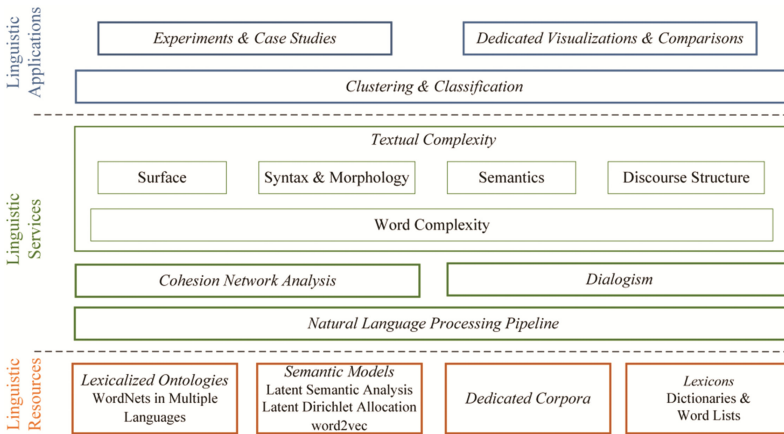 Linguistic
Applications
Experiments & Case Studies
Dedicated Visualizations & Comparisons
Clustering & Classification
Linguistic
Services
Textual Complexity
Surface
Syntax & Morphology
Semantics
Discourse Structure
Word Complexity
Cohesion Network Analysis
Dialogism
Natural Language Processing Pipeline
Linguistic
Resources
Lexicalized Ontologies
WordNets in Multiple
Languages
Semantic Models
Latent Semantic Analysis
Latent Dirichlet Allocation
word2vec
Dedicated Corpora
Lexicons
Dictionaries &
Word Lists